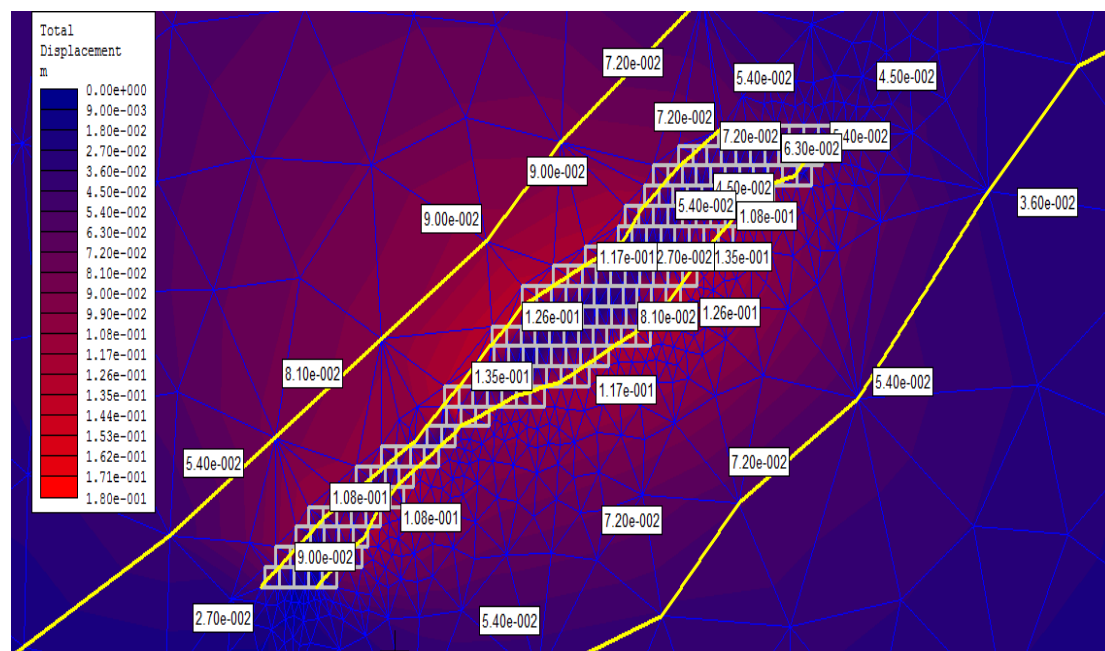 Total
Displacement
m
0.00e+000
9.00e-003
1.80e-002
2.70e-002
3.60e-002
4.50e-002
5.40e-002
6.30e-002
7.20e-002
8.10e-002
9.00e-002
9.90e-002
1.08e-001
1.17e-001
1.26e-001
1.35e-001
1.44e-001
1.53e-001
1.62e-001
1.71e-001
1.80e-001
7.20e-002
5.40e-002
4.50e-002
7.20e-002
7.20e-002
5.40e-002
6.30e-002
9.00e-002
4.50e-002
3.60e-002
5.40e-002
9.00e-002
1.08e-001
1.17e-001
2.70e-002
1.35e-001
1.26e-001
8.10e-002
1.26e-001
8.10e-002
1.35e-001
5.40e-002
1.17e-001
5.40e-002
7.20e-002
1.08e-001
1.08e-001
7.20e-002
9.00e-002
2.70e-002
5.40e-002